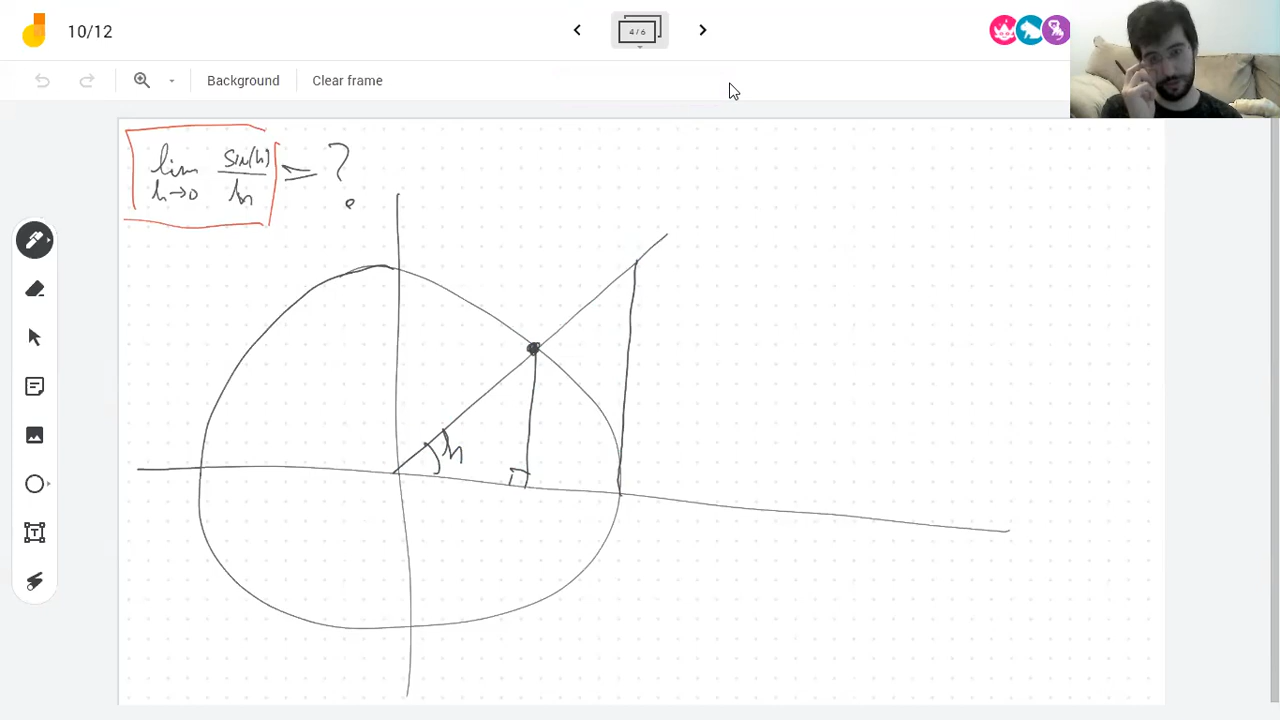 10/12
4 / 6
Background
Clear frame
lim h→0 sin(h)/h = ?
h
T